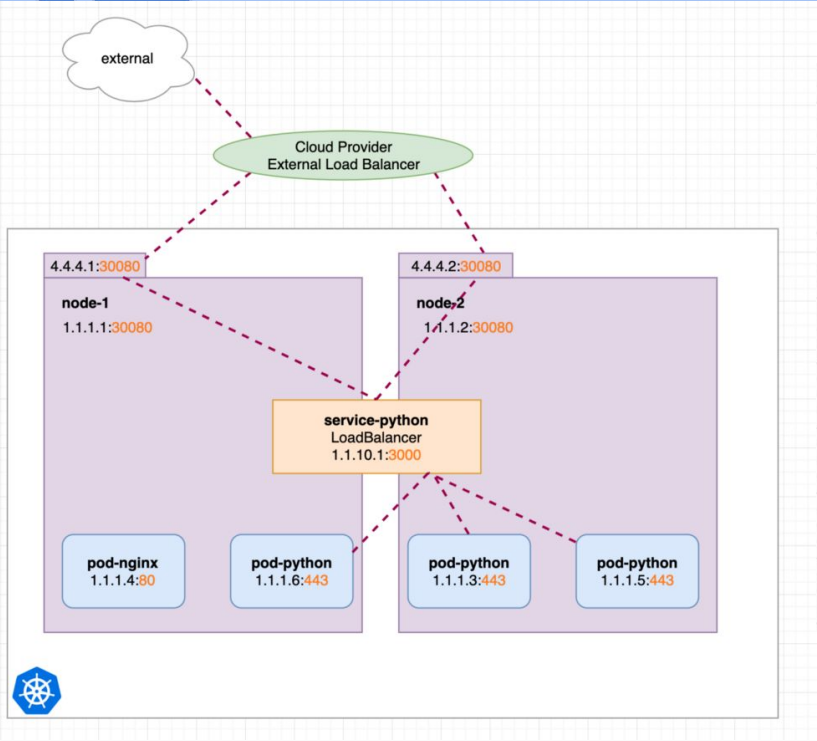 external
Cloud Provider
External Load Balancer
4.4.4.1:30080
4.4.4.2:30080
node-1
1.1.1.1:30080
node-2
1.1.1.2:30080
service-python
LoadBalancer
1.1.10.1:3000
pod-nginx
1.1.1.4:80
pod-python
1.1.1.6:443
pod-python
1.1.1.3:443
pod-python
1.1.1.5:443